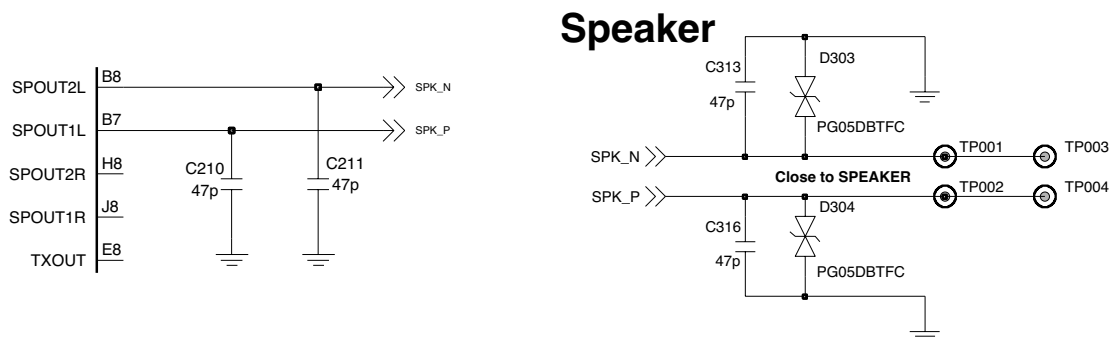 SPOUT2L B8 SPK_N
SPOUT1L B7 SPK_P
SPOUT2R H8
SPOUT1R J8
TXOUT E8
C210
47p
C211
47p
Speaker
C313
47p
D303
PG05DBTFC
SPK_N TP001 TP003
Close to SPEAKER
SPK_P TP002 TP004
D304
C316
47p
PG05DBTFC